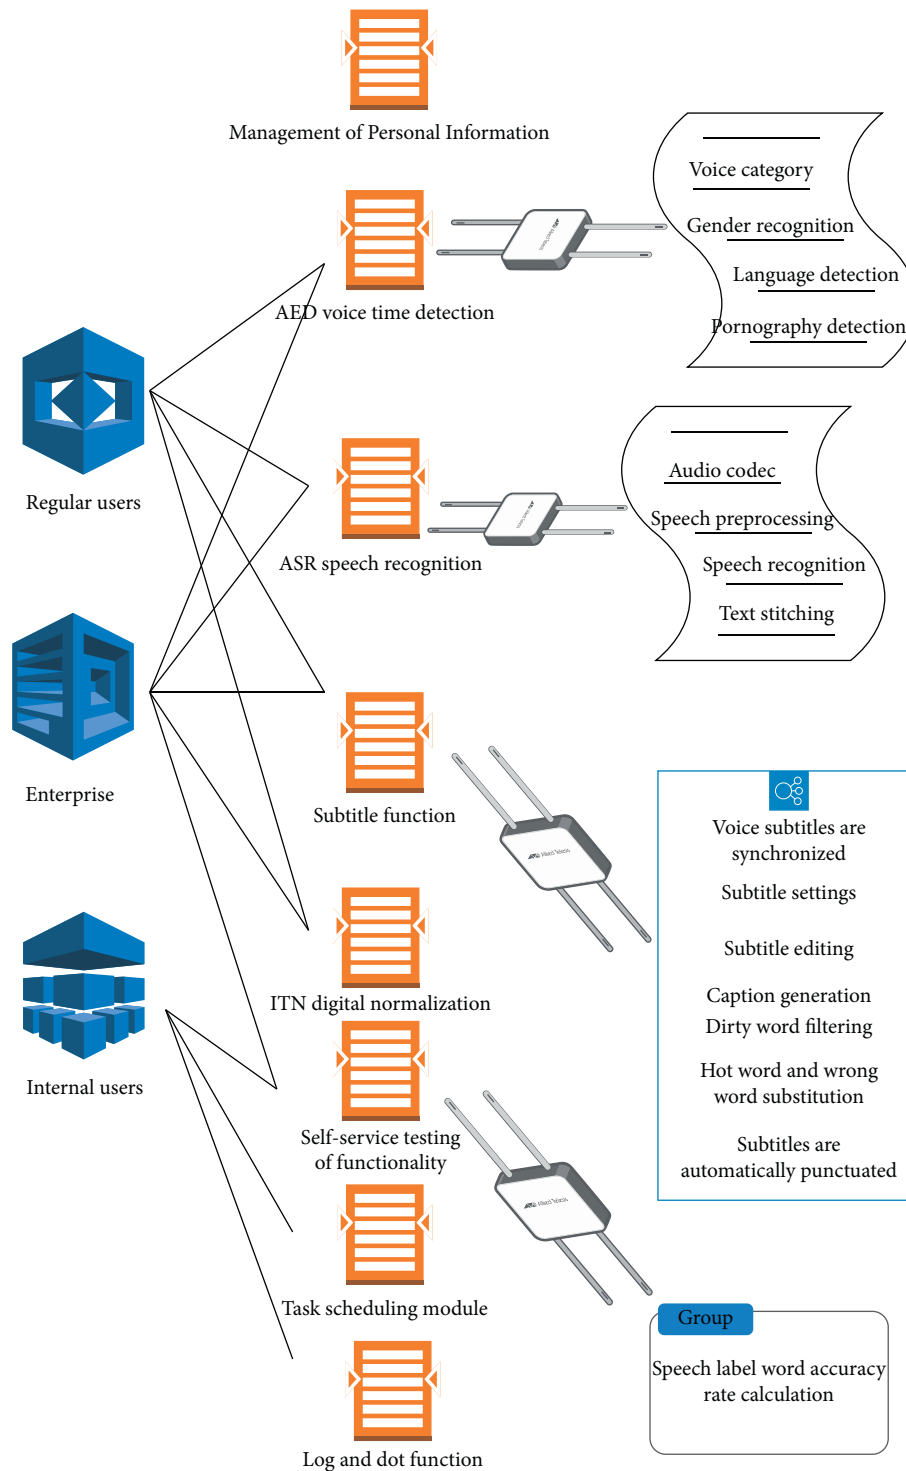 Management of Personal Information
Voice category
Gender recognition
Language detection
Pornography detection
AED voice time detection
Regular users
Audio codec
Speech preprocessing
Speech recognition
Text stitching
ASR speech recognition
Enterprise
Subtitle function
Allied Telesis
Voice subtitles are
synchronized
Subtitle settings
Subtitle editing
Caption generation
Dirty word filtering
Hot word and wrong
word substitution
Subtitles are
automatically punctuated
ITN digital normalization
Internal users
Self-service testing
of functionality
Allied Telesis
Task scheduling module
Group
Speech label word accuracy
rate calculation
Log and dot function